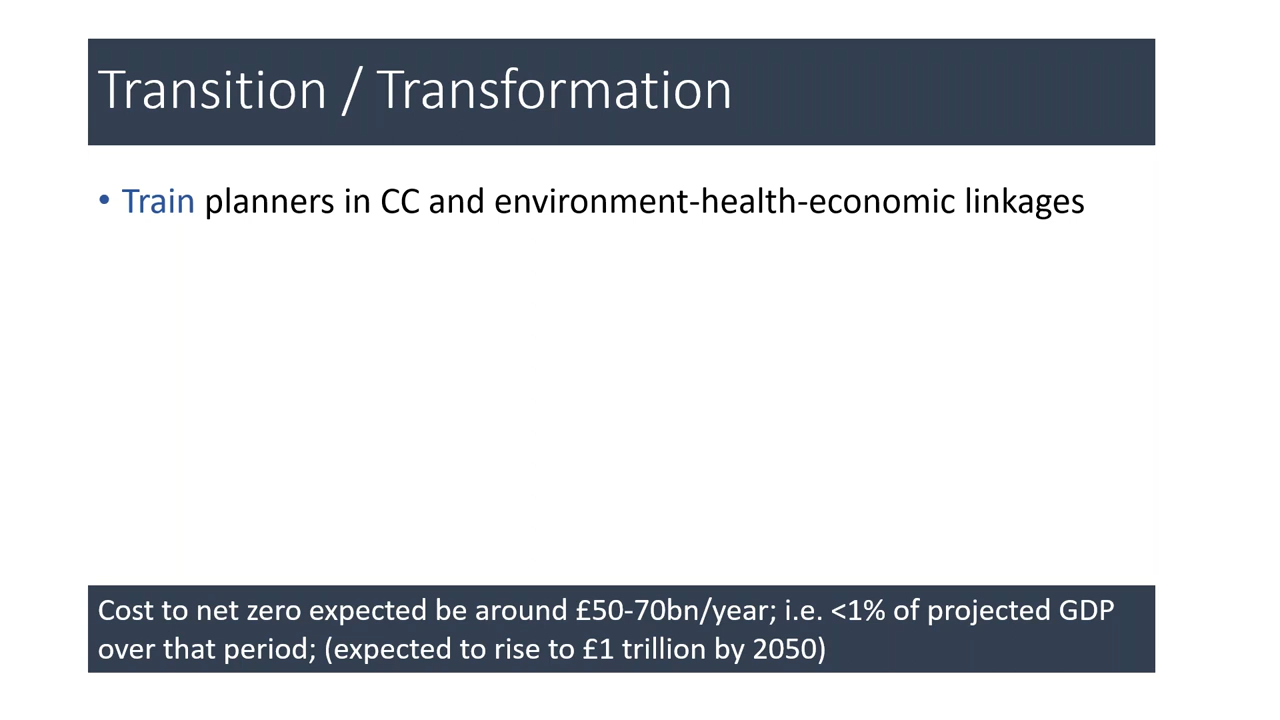 Transition / Transformation
• Train planners in CC and environment-health-economic linkages
Cost to net zero expected be around £50-70bn/year; i.e. <1% of projected GDP
over that period; (expected to rise to £1 trillion by 2050)